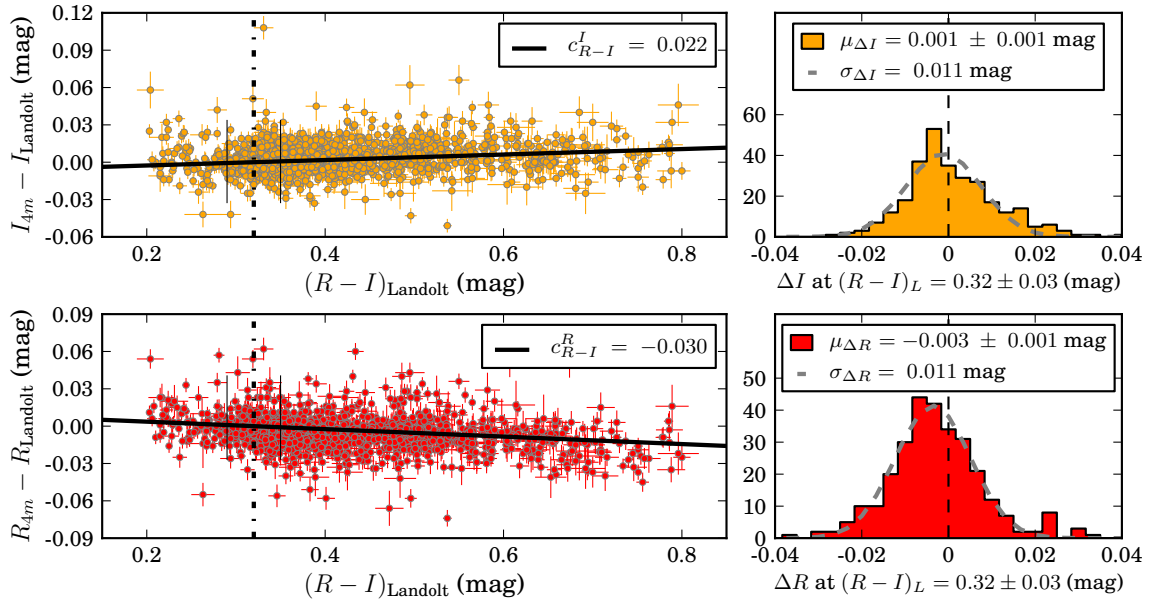 I_{4m} − I_{Landolt} (mag)
0.12
0.09
0.06
0.03
0.00
-0.03
-0.06
c^{I}_{R−I} = 0.022
0.2 0.4 0.6 0.8
(R − I)_{Landolt} (mag)
μ_{ΔI} = 0.001 ± 0.001 mag
σ_{ΔI} = 0.011 mag
60
40
20
0
-0.04 -0.02 0 0.02 0.04
ΔI at (R − I)_L = 0.32 ± 0.03 (mag)
R_{4m} − R_{Landolt} (mag)
0.09
0.06
0.03
0.00
-0.03
-0.06
-0.09
c^{R}_{R−I} = −0.030
0.2 0.4 0.6 0.8
(R − I)_{Landolt} (mag)
μ_{ΔR} = −0.003 ± 0.001 mag
σ_{ΔR} = 0.011 mag
50
40
30
20
10
0
-0.04 -0.02 0 0.02 0.04
ΔR at (R − I)_L = 0.32 ± 0.03 (mag)